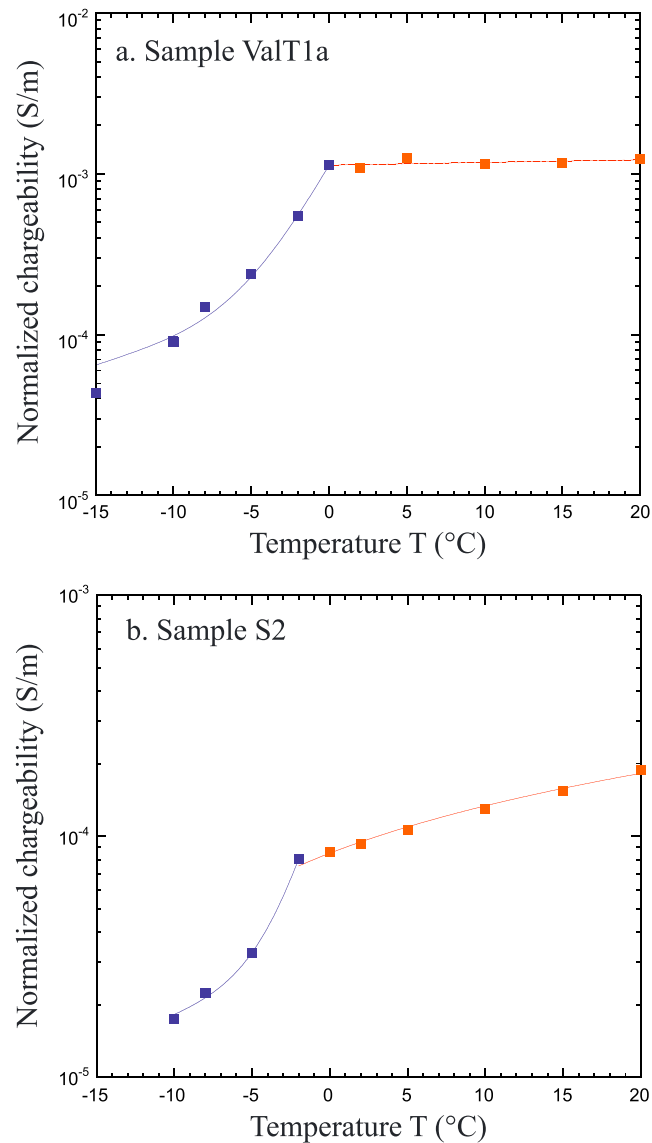 a. Sample ValT1a
Normalized chargeability (S/m)
10-2
10-3
10-4
10-5
-15 -10 -5 0 5 10 15 20
Temperature T (°C)
b. Sample S2
Normalized chargeability (S/m)
10-3
10-4
10-5
-15 -10 -5 0 5 10 15 20
Temperature T (°C)